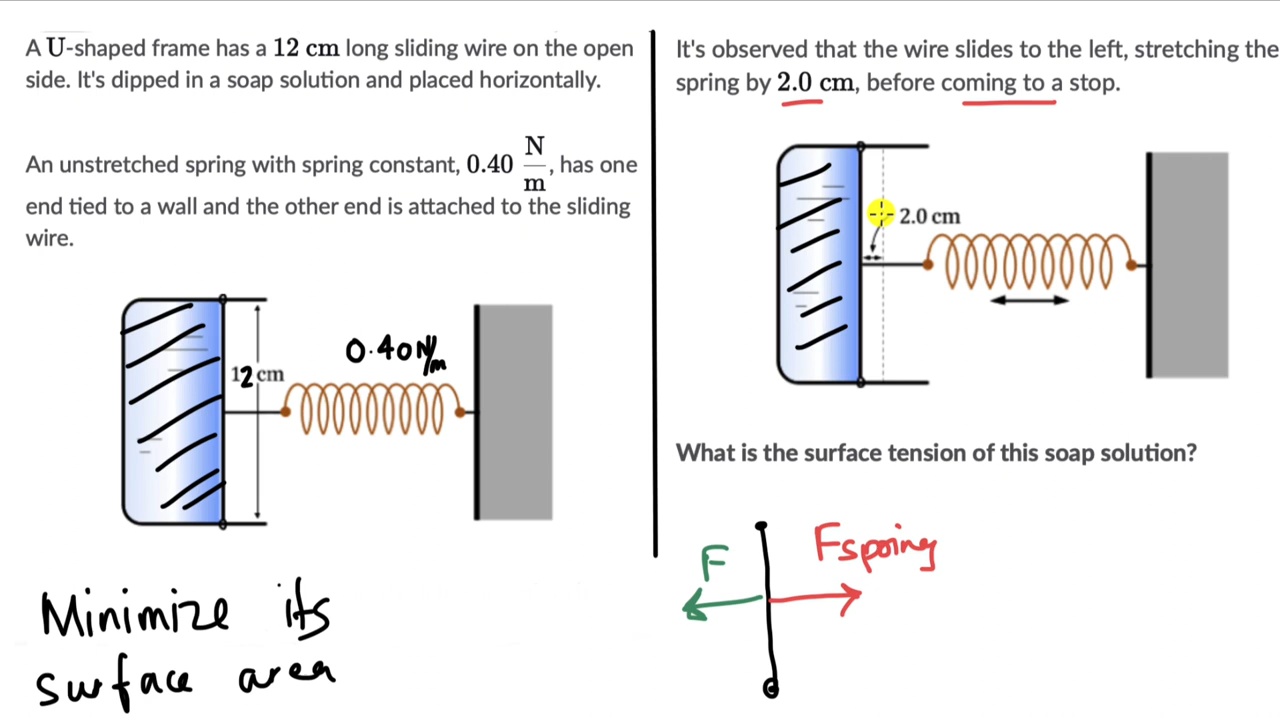 A U-shaped frame has a 12 cm long sliding wire on the open
side. It's dipped in a soap solution and placed horizontally.
An unstretched spring with spring constant, 0.40 N/m, has one
end tied to a wall and the other end is attached to the sliding
wire.
0.40 N/m
12 cm
Minimize its
surface area
It's observed that the wire slides to the left, stretching the
spring by 2.0 cm, before coming to a stop.
2.0 cm
What is the surface tension of this soap solution?
F
Fspring